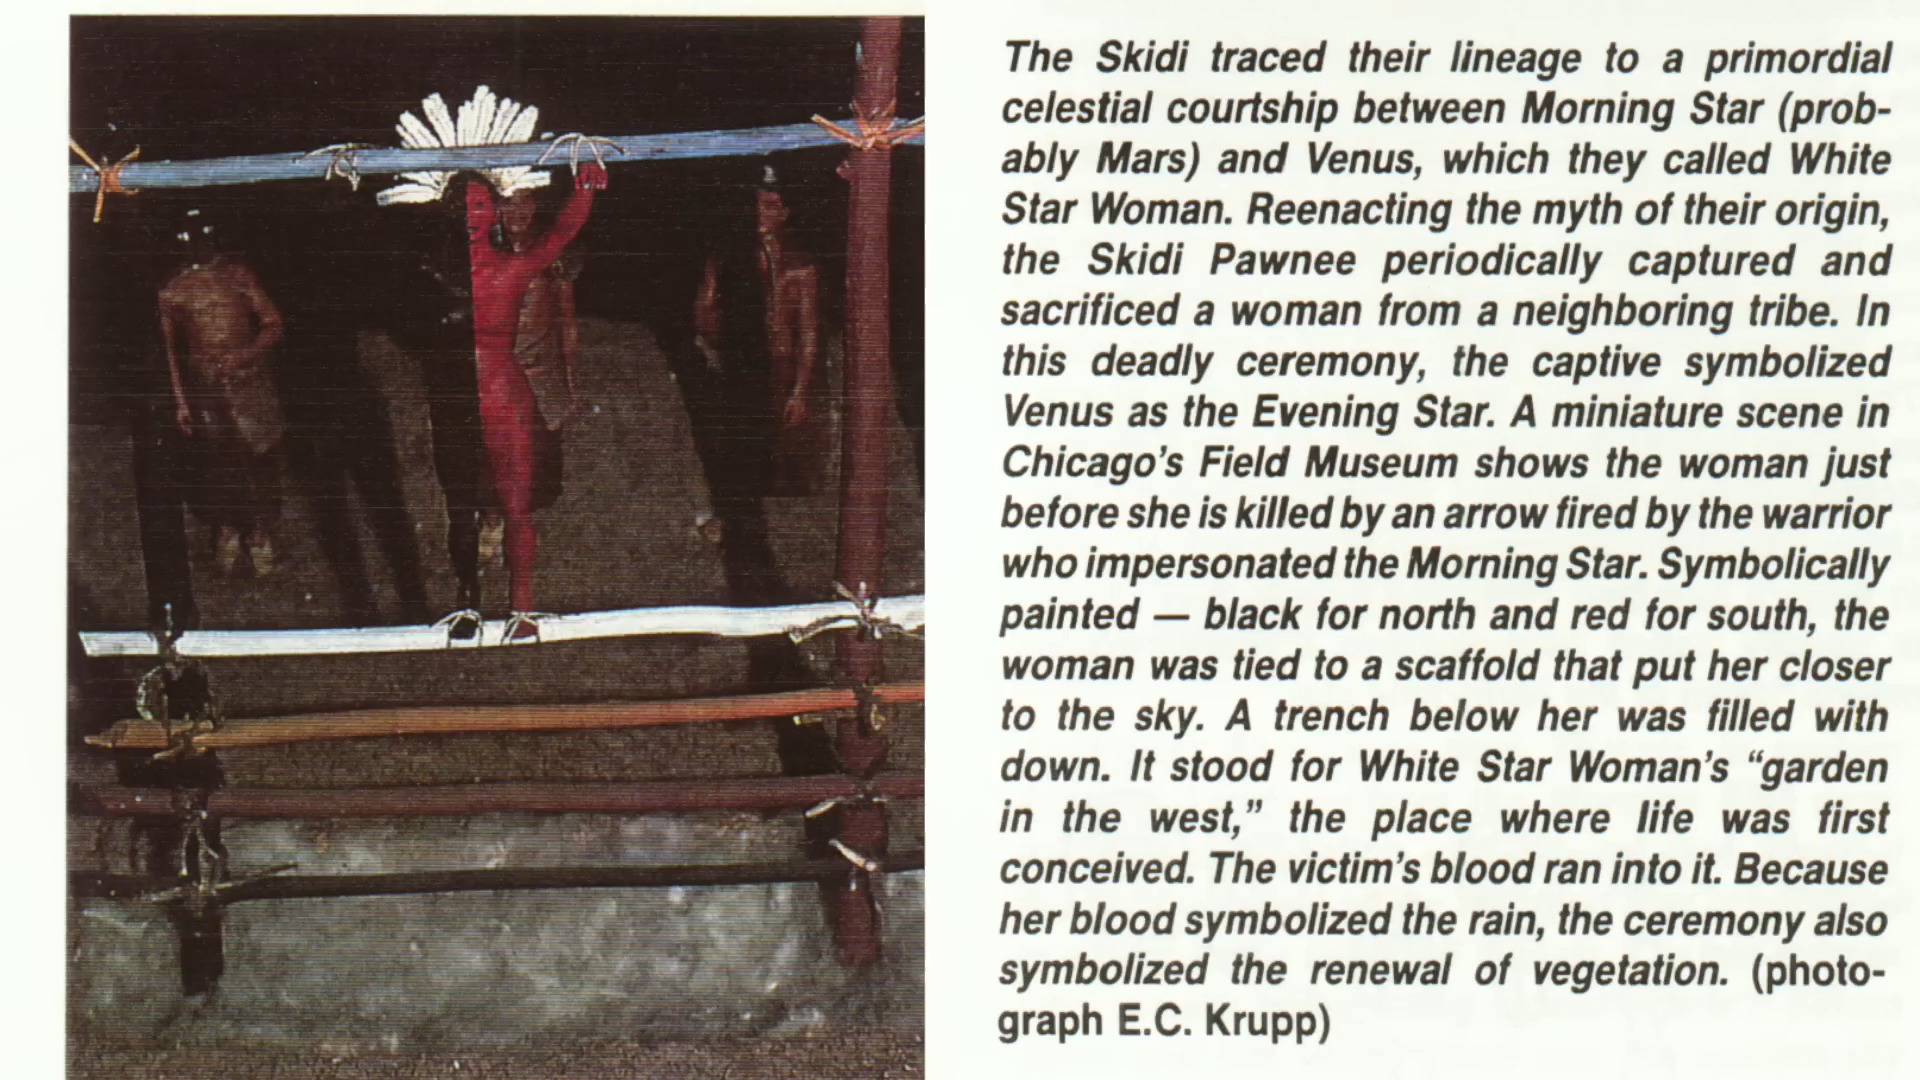 The Skidi traced their lineage to a primordial
celestial courtship between Morning Star (prob-
ably Mars) and Venus, which they called White
Star Woman. Reenacting the myth of their origin,
the Skidi Pawnee periodically captured and
sacrificed a woman from a neighboring tribe. In
this deadly ceremony, the captive symbolized
Venus as the Evening Star. A miniature scene in
Chicago's Field Museum shows the woman just
before she is killed by an arrow fired by the warrior
who impersonated the Morning Star. Symbolically
painted — black for north and red for south, the
woman was tied to a scaffold that put her closer
to the sky. A trench below her was filled with
down. It stood for White Star Woman's “garden
in the west,” the place where life was first
conceived. The victim's blood ran into it. Because
her blood symbolized the rain, the ceremony also
symbolized the renewal of vegetation. (photo-
graph E.C. Krupp)